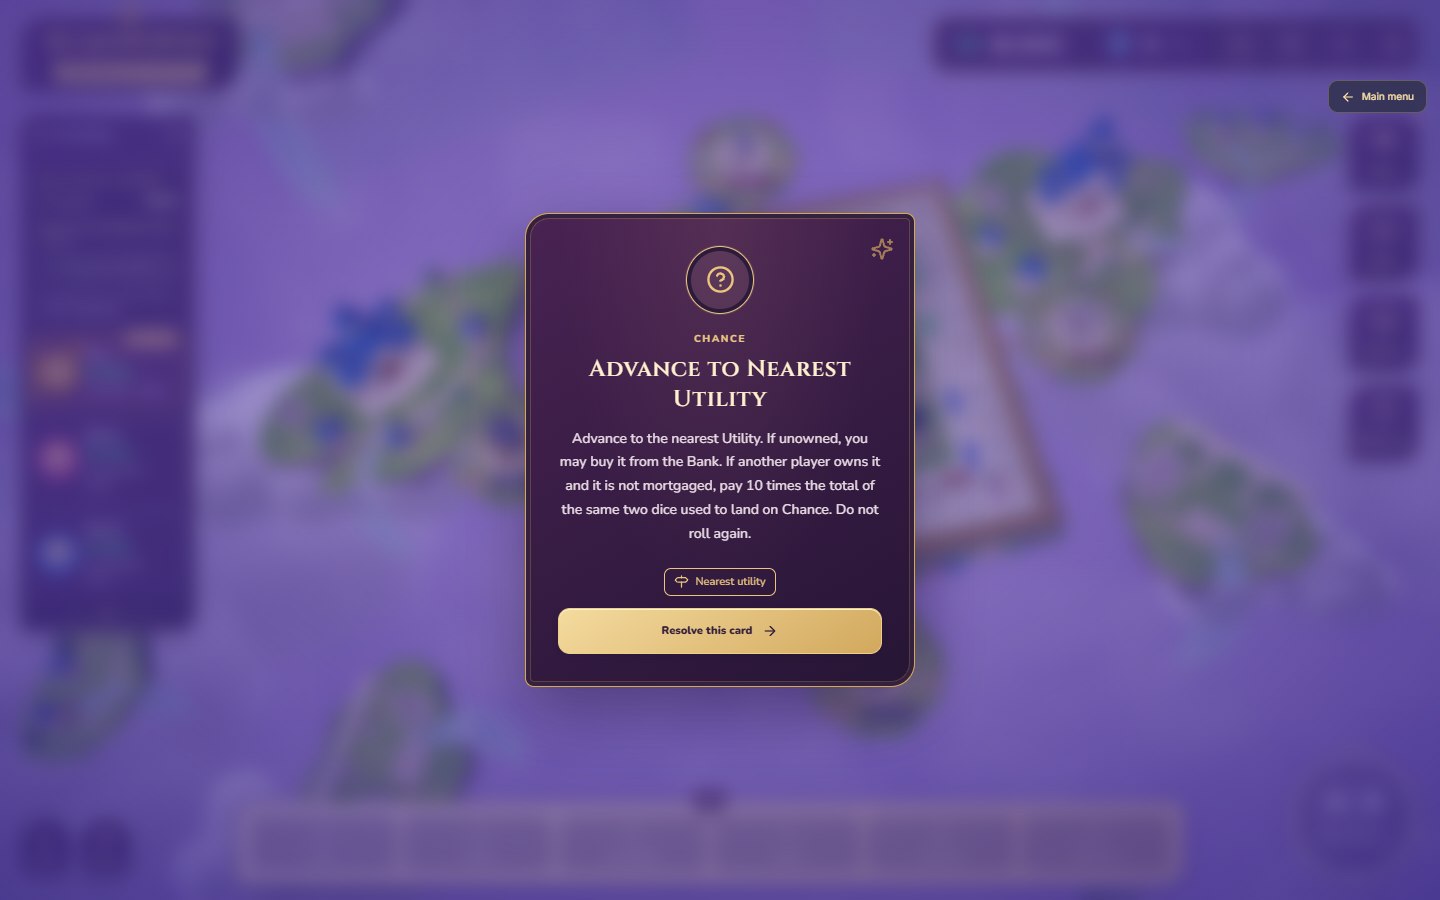 Main menu
CHANCE
Advance to Nearest
Utility
Advance to the nearest Utility. If unowned, you
may buy it from the Bank. If another player owns it
and it is not mortgaged, pay 10 times the total of
the same two dice used to land on Chance. Do not
roll again.
Nearest utility
Resolve this card